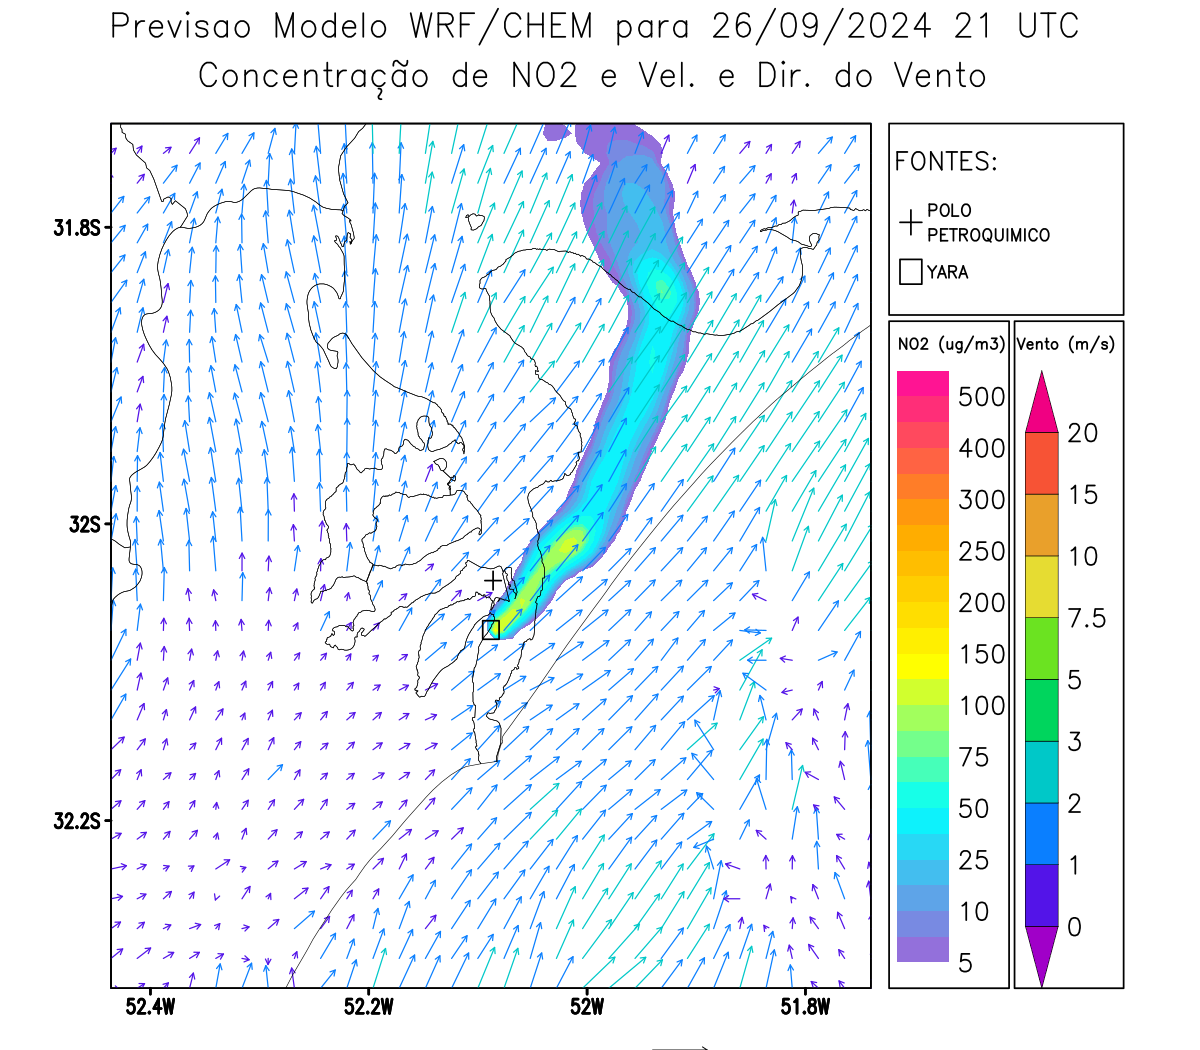 Previsao Modelo WRF/CHEM para 26/09/2024 21 UTC
Concentração de NO2 e Vel. e Dir. do Vento
FONTES:
POLO
PETROQUIMICO
YARA
NO2 (ug/m3)
500
400
300
250
200
150
100
75
50
25
10
5
Vento (m/s)
20
15
10
7.5
5
3
2
1
0
31.8S
32S
32.2S
52.4W
52.2W
52W
51.8W